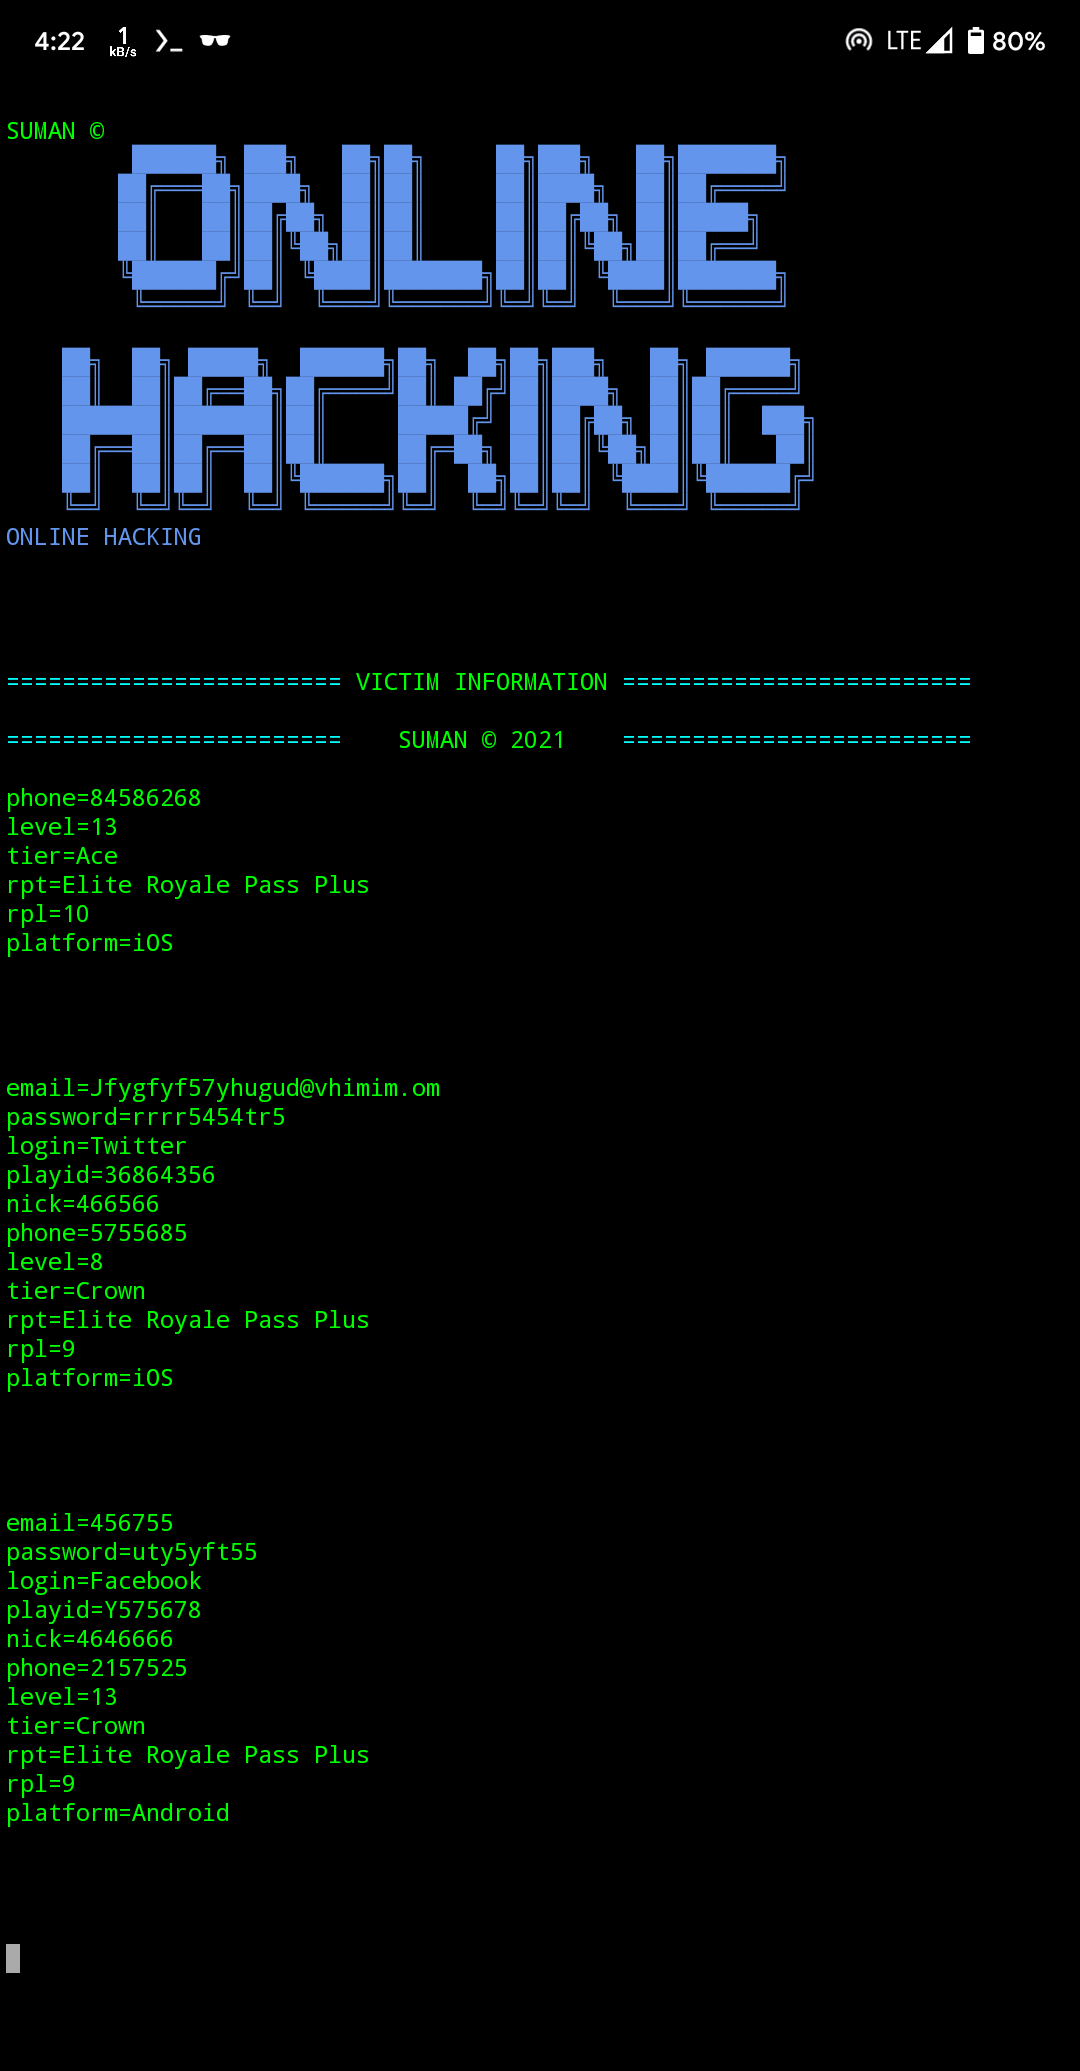 4:22 1 kB/s LTE 80%
SUMAN ©
ONLINE
HACKING
ONLINE HACKING
======================== VICTIM INFORMATION =========================
======================== SUMAN © 2021 =========================
phone=84586268
level=13
tier=Ace
rpt=Elite Royale Pass Plus
rpl=10
platform=iOS
email=Jfygfyf57yhugud@vhimim.om
password=rrrr5454tr5
login=Twitter
playid=36864356
nick=466566
phone=5755685
level=8
tier=Crown
rpt=Elite Royale Pass Plus
rpl=9
platform=iOS
email=456755
password=uty5yft55
login=Facebook
playid=Y575678
nick=4646666
phone=2157525
level=13
tier=Crown
rpt=Elite Royale Pass Plus
rpl=9
platform=Android